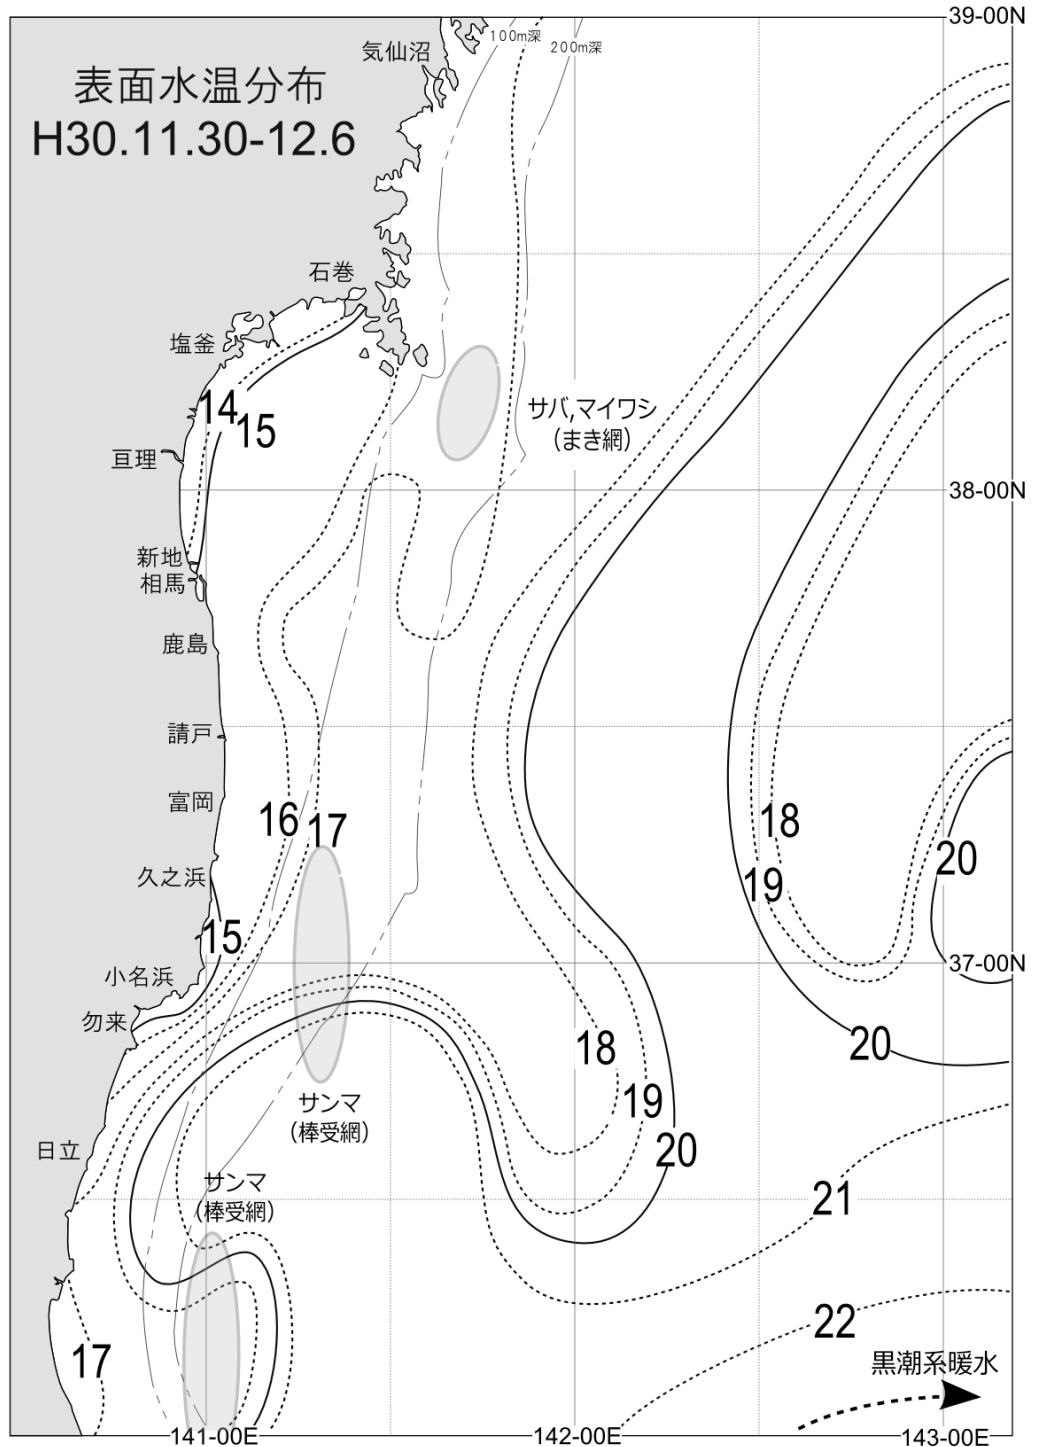 39-00N
100m深
200m深
気仙沼
表面水温分布
H30.11.30-12.6
石巻
塩釜
14
15
サバ,マイワシ
(まき網)
亘理
38-00N
新地
相馬
鹿島
請戸
富岡
16
17
18
久之浜
19
20
15
小名浜
37-00N
勿来
18
20
19
サンマ
(棒受網)
日立
20
サンマ
(棒受網)
21
22
17
黒潮系暖水
141-00E
142-00E
143-00E